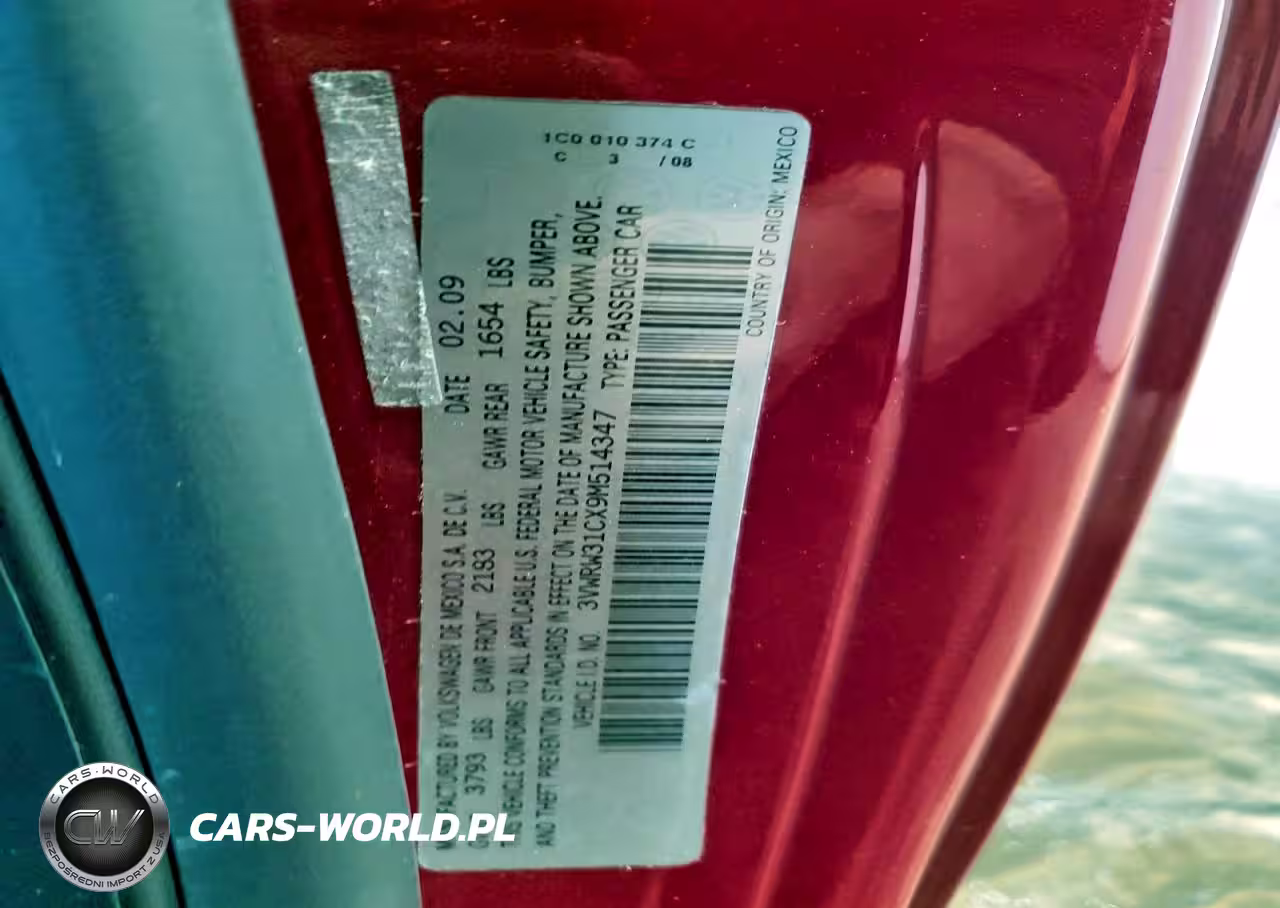 MANUFACTURED BY VOLKSWAGEN DE MEXICO S.A. DE C.V. DATE 02.09
3793 LBS GAWR FRONT 2183 LBS GAWR REAR 1654 LBS
THIS VEHICLE CONFORMS TO ALL APPLICABLE U.S. FEDERAL MOTOR VEHICLE SAFETY, BUMPER,
AND THEFT PREVENTION STANDARDS IN EFFECT ON THE DATE OF MANUFACTURE SHOWN ABOVE.
VEHICLE I.D. NO. 3VWRW31CX9M514347 TYPE: PASSENGER CAR
COUNTRY OF ORIGIN: MEXICO
1C0 010 374 C
C 3 /08
CARS-WORLD
CW
BEZPOŚREDNI IMPORT Z USA
CARS-WORLD.PL